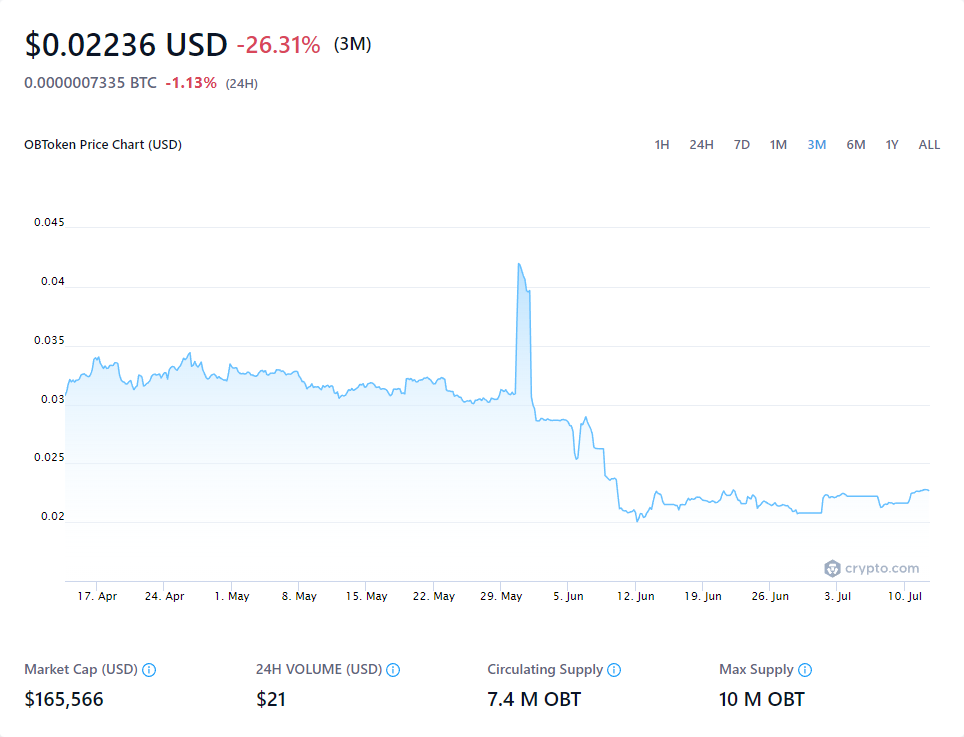 $0.02236 USD -26.31% (3M)
0.0000007335 BTC -1.13% (24H)
OBToken Price Chart (USD) 1H 24H 7D 1M 3M 6M 1Y ALL
0.045
0.04
0.035
0.03
0.025
0.02
crypto.com
17. Apr 24. Apr 1. May 8. May 15. May 22. May 29. May 5. Jun 12. Jun 19. Jun 26. Jun 3. Jul 10. Jul
Market Cap (USD) 24H VOLUME (USD) Circulating Supply Max Supply
$165,566 $21 7.4 M OBT 10 M OBT